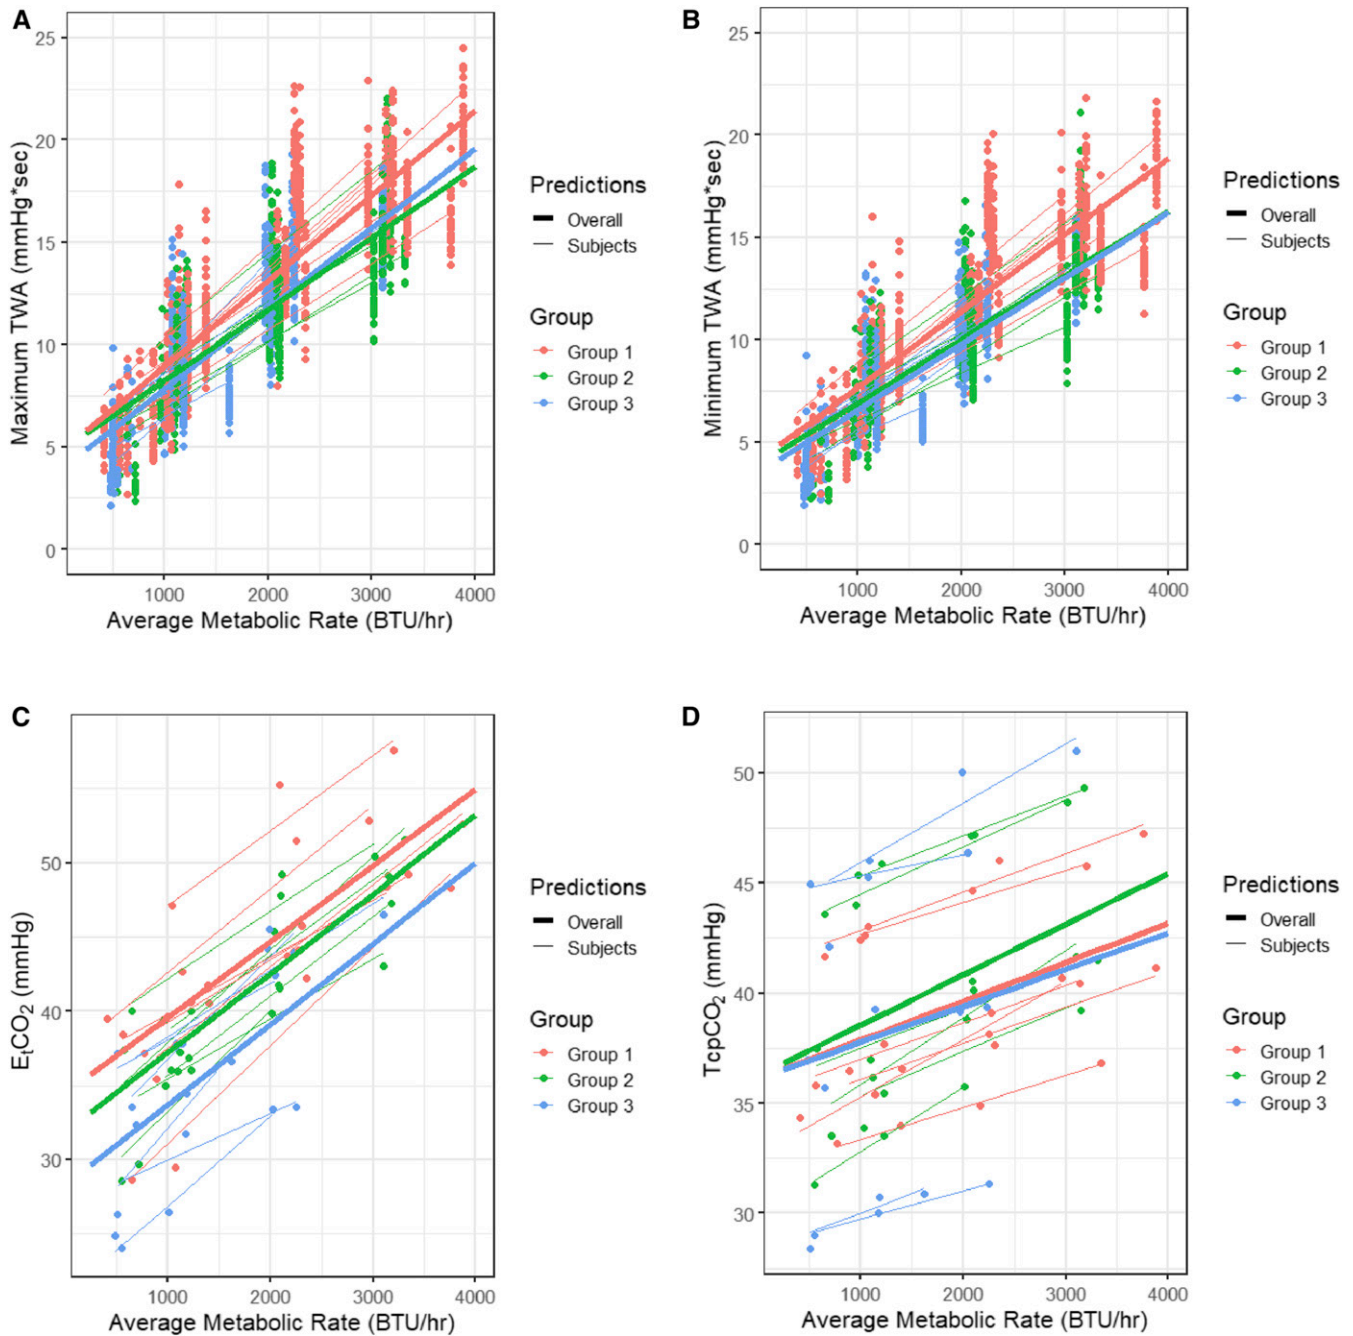 A
Maximum TWA (mmHg*sec)
25
20
15
10
5
0
1000 2000 3000 4000
Average Metabolic Rate (BTU/hr)
Predictions
Overall
Subjects
Group
Group 1
Group 2
Group 3
B
Minimum TWA (mmHg*sec)
25
20
15
10
5
0
1000 2000 3000 4000
Average Metabolic Rate (BTU/hr)
Predictions
Overall
Subjects
Group
Group 1
Group 2
Group 3
C
EₜCO₂ (mmHg)
50
40
30
1000 2000 3000 4000
Average Metabolic Rate (BTU/hr)
Predictions
Overall
Subjects
Group
Group 1
Group 2
Group 3
D
TcpCO₂ (mmHg)
50
45
40
35
30
1000 2000 3000 4000
Average Metabolic Rate (BTU/hr)
Predictions
Overall
Subjects
Group
Group 1
Group 2
Group 3